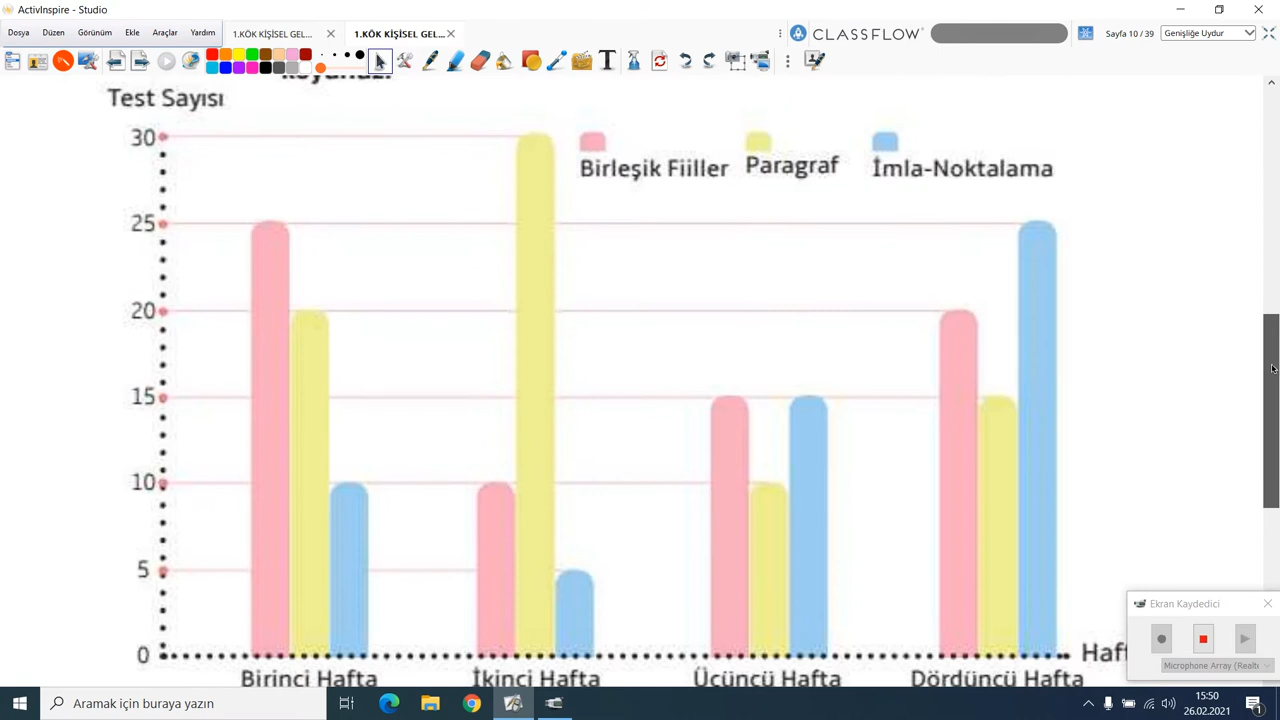 ActivInspire - Studio
Dosya Düzen Görünüm Ekle Araçlar Yardım
1.KÖK KİŞİSEL GEL...
1.KÖK KİŞİSEL GEL...
CLASSFLOW
Sayfa 10 / 39
Genişliğe Uydur
Test Sayısı
30
25
20
15
10
5
0
Birleşik Fiiller
Paragraf
İmla-Noktalama
Birinci Hafta
İkinci Hafta
Üçüncü Hafta
Dördüncü Hafta
Ekran Kaydedici
Aramak için buraya yazın
15:50
26.02.2021
1